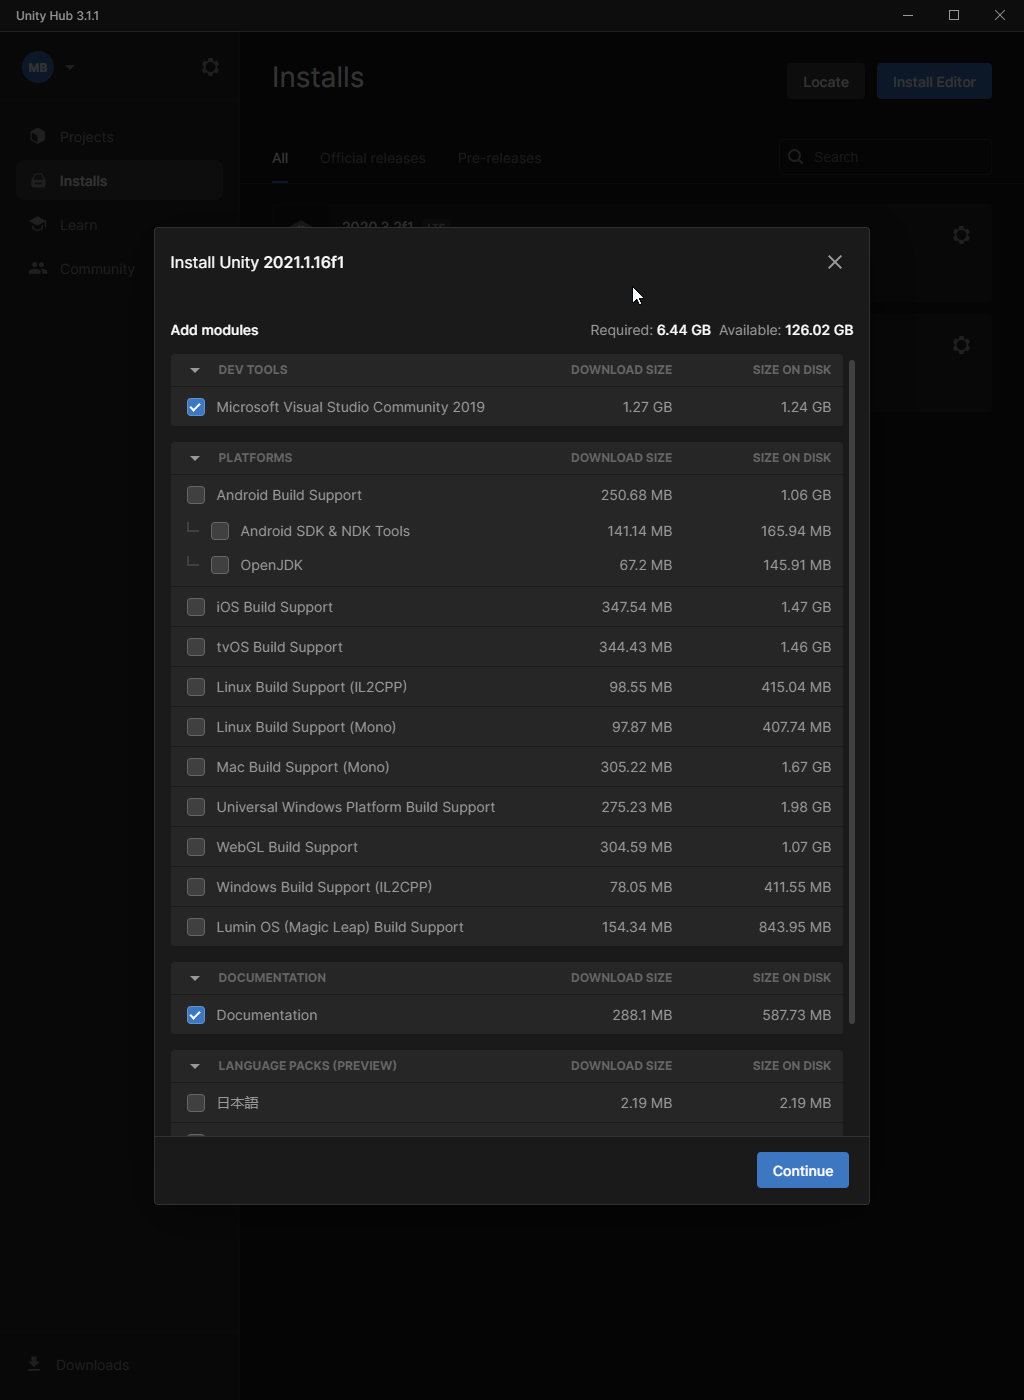 Unity Hub 3.1.1
MB
Installs
Locate
Install Editor
Projects
All
Official releases
Pre-releases
Search
Installs
Learn
2020.3.2f1 LTS
Community
Install Unity 2021.1.16f1
Add modules
Required: 6.44 GB Available: 126.02 GB
DEV TOOLS DOWNLOAD SIZE SIZE ON DISK
Microsoft Visual Studio Community 2019 1.27 GB 1.24 GB
PLATFORMS DOWNLOAD SIZE SIZE ON DISK
Android Build Support 250.68 MB 1.06 GB
Android SDK & NDK Tools 141.14 MB 165.94 MB
OpenJDK 67.2 MB 145.91 MB
iOS Build Support 347.54 MB 1.47 GB
tvOS Build Support 344.43 MB 1.46 GB
Linux Build Support (IL2CPP) 98.55 MB 415.04 MB
Linux Build Support (Mono) 97.87 MB 407.74 MB
Mac Build Support (Mono) 305.22 MB 1.67 GB
Universal Windows Platform Build Support 275.23 MB 1.98 GB
WebGL Build Support 304.59 MB 1.07 GB
Windows Build Support (IL2CPP) 78.05 MB 411.55 MB
Lumin OS (Magic Leap) Build Support 154.34 MB 843.95 MB
DOCUMENTATION DOWNLOAD SIZE SIZE ON DISK
Documentation 288.1 MB 587.73 MB
LANGUAGE PACKS (PREVIEW) DOWNLOAD SIZE SIZE ON DISK
日本語 2.19 MB 2.19 MB
Continue
Downloads